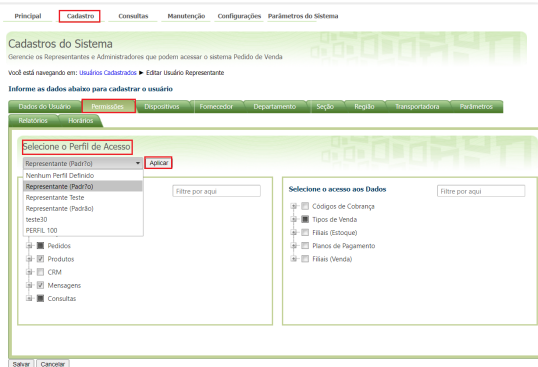 Principal Cadastro Consultas Manutenção Configurações Parâmetros do Sistema
Cadastros do Sistema
Gerencie os Representantes e Administradores que podem acessar o sistema Pedido de Venda
Você está navegando em: Usuários Cadastrados ► Editar Usuário Representante
Informe as dados abaixo para cadastrar o usuário
Dados do Usuário Permissões Dispositivos Fornecedor Departamento Seção Região Transportadora Parâmetros
Relatórios Horários
Selecione o Perfil de Acesso
Representante (Padr?o) Aplicar
Nenhum Perfil Definido
Representante (Padr?o)
Representante Teste
Representante (Padrão)
teste30
PERFIL 100
Filtre por aqui
Pedidos
Produtos
CRM
Mensagens
Consultas
Selecione o acesso aos Dados Filtre por aqui
Códigos de Cobrança
Tipos de Venda
Filiais (Estoque)
Planos de Pagamento
Filiais (Venda)
Salvar Cancelar